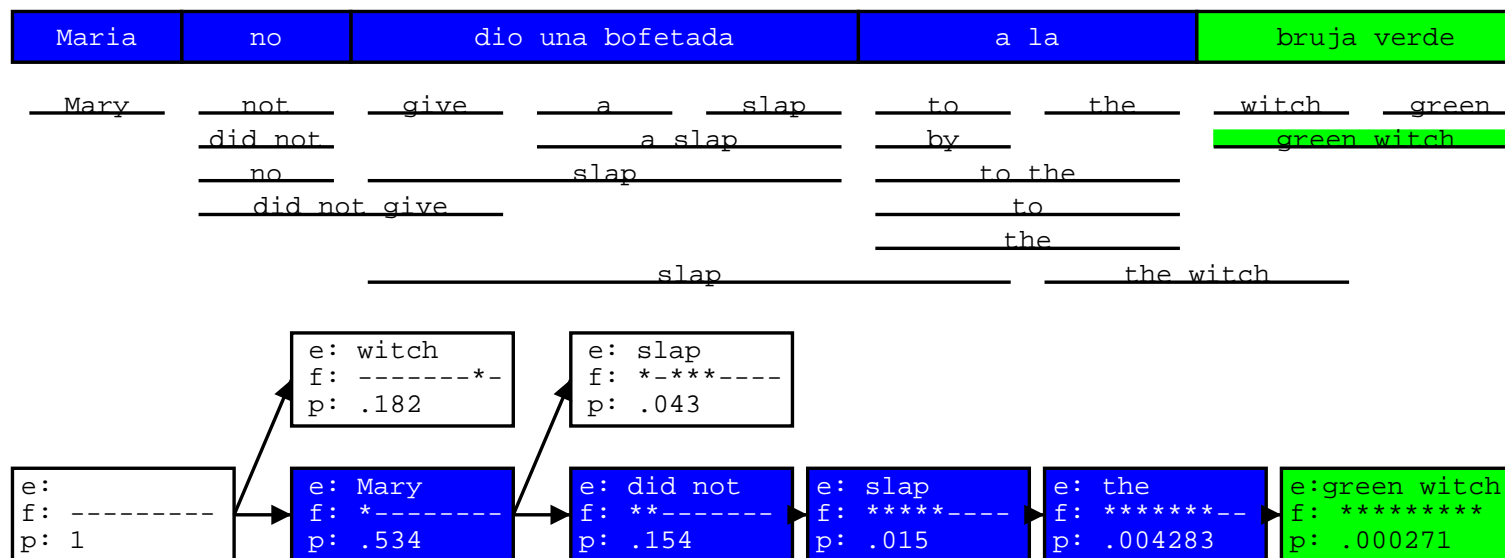 Maria no dio una bofetada a la bruja verde
Mary not give a slap to the witch green
did not a slap by green witch
no slap to the
did not give to
the
slap the witch
e: witch e: slap
f: -------*- f: *-***----
p: .182 p: .043
e: e: Mary e: did not e: slap e: the e:green witch
f: --------- f: *-------- f: **------- f: *****---- f: *******-- f: *********
p: 1 p: .534 p: .154 p: .015 p: .004283 p: .000271